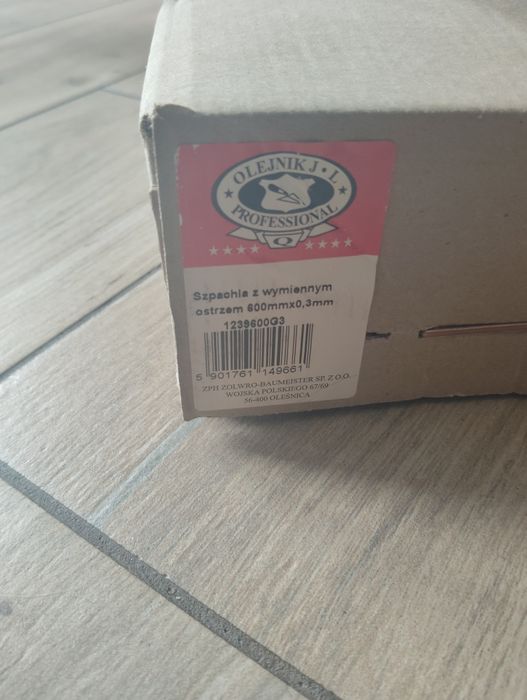 OLEJNIK J·L
PROFESSIONAL
Q
Szpachla z wymiennym
ostrzem 600mmx0,3mm
1239600G3
5 901761 149661
ZPH ŻOŁWRO-BAUMEISTER SP. Z O.O.
WOJSKA POLSKIEGO 67/69
56-400 OLEŚNICA